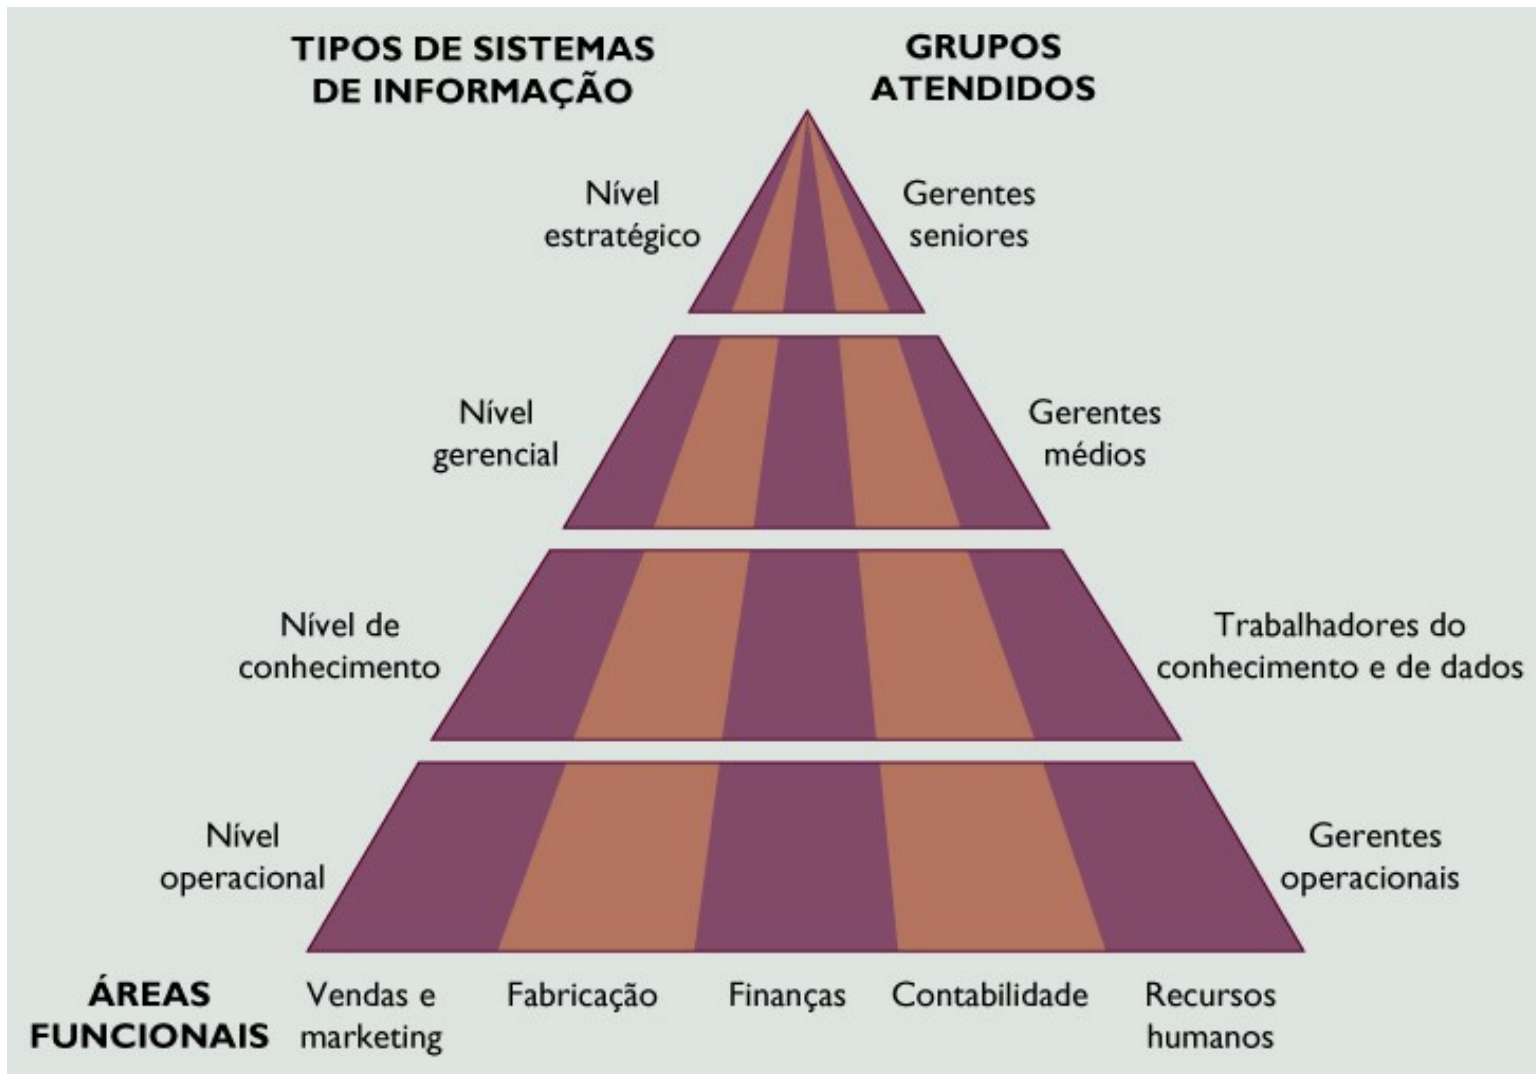 TIPOS DE SISTEMAS
DE INFORMAÇÃO
GRUPOS
ATENDIDOS
Nível
estratégico
Gerentes
seniores
Nível
gerencial
Gerentes
médios
Nível de
conhecimento
Trabalhadores do
conhecimento e de dados
Nível
operacional
Gerentes
operacionais
ÁREAS
FUNCIONAIS
Vendas e
marketing
Fabricação
Finanças
Contabilidade
Recursos
humanos